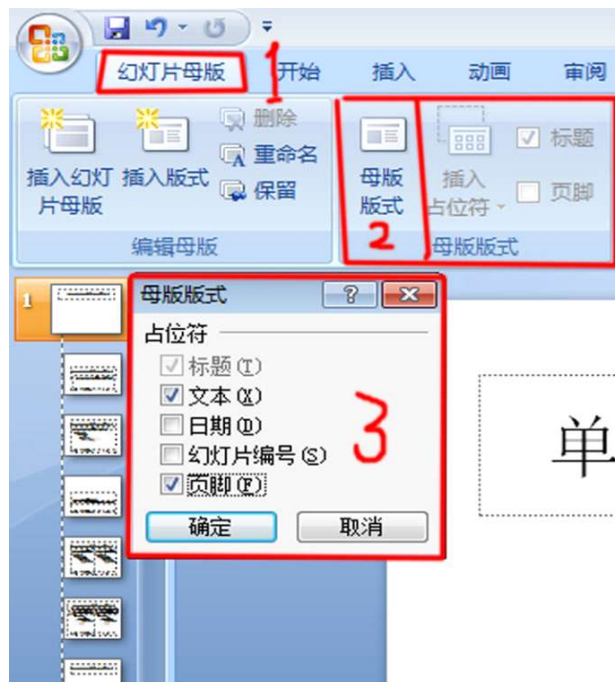 幻灯片母版 开始 插入 动画 审阅
1
插入幻灯片母版
插入版式
删除
重命名
保留
编辑母版
母版版式
插入占位符
标题
页脚
2
母版版式
1
母版版式
占位符
标题(T)
文本(X)
日期(D)
幻灯片编号(S)
页脚(F)
3
确定 取消
单